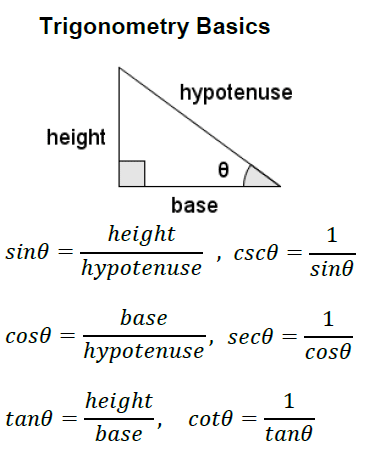 Trigonometry Basics
hypotenuse
height
θ
base
sinθ = height/hypotenuse , cscθ = 1/sinθ
cosθ = base/hypotenuse, secθ = 1/cosθ
tanθ = height/base, cotθ = 1/tanθ